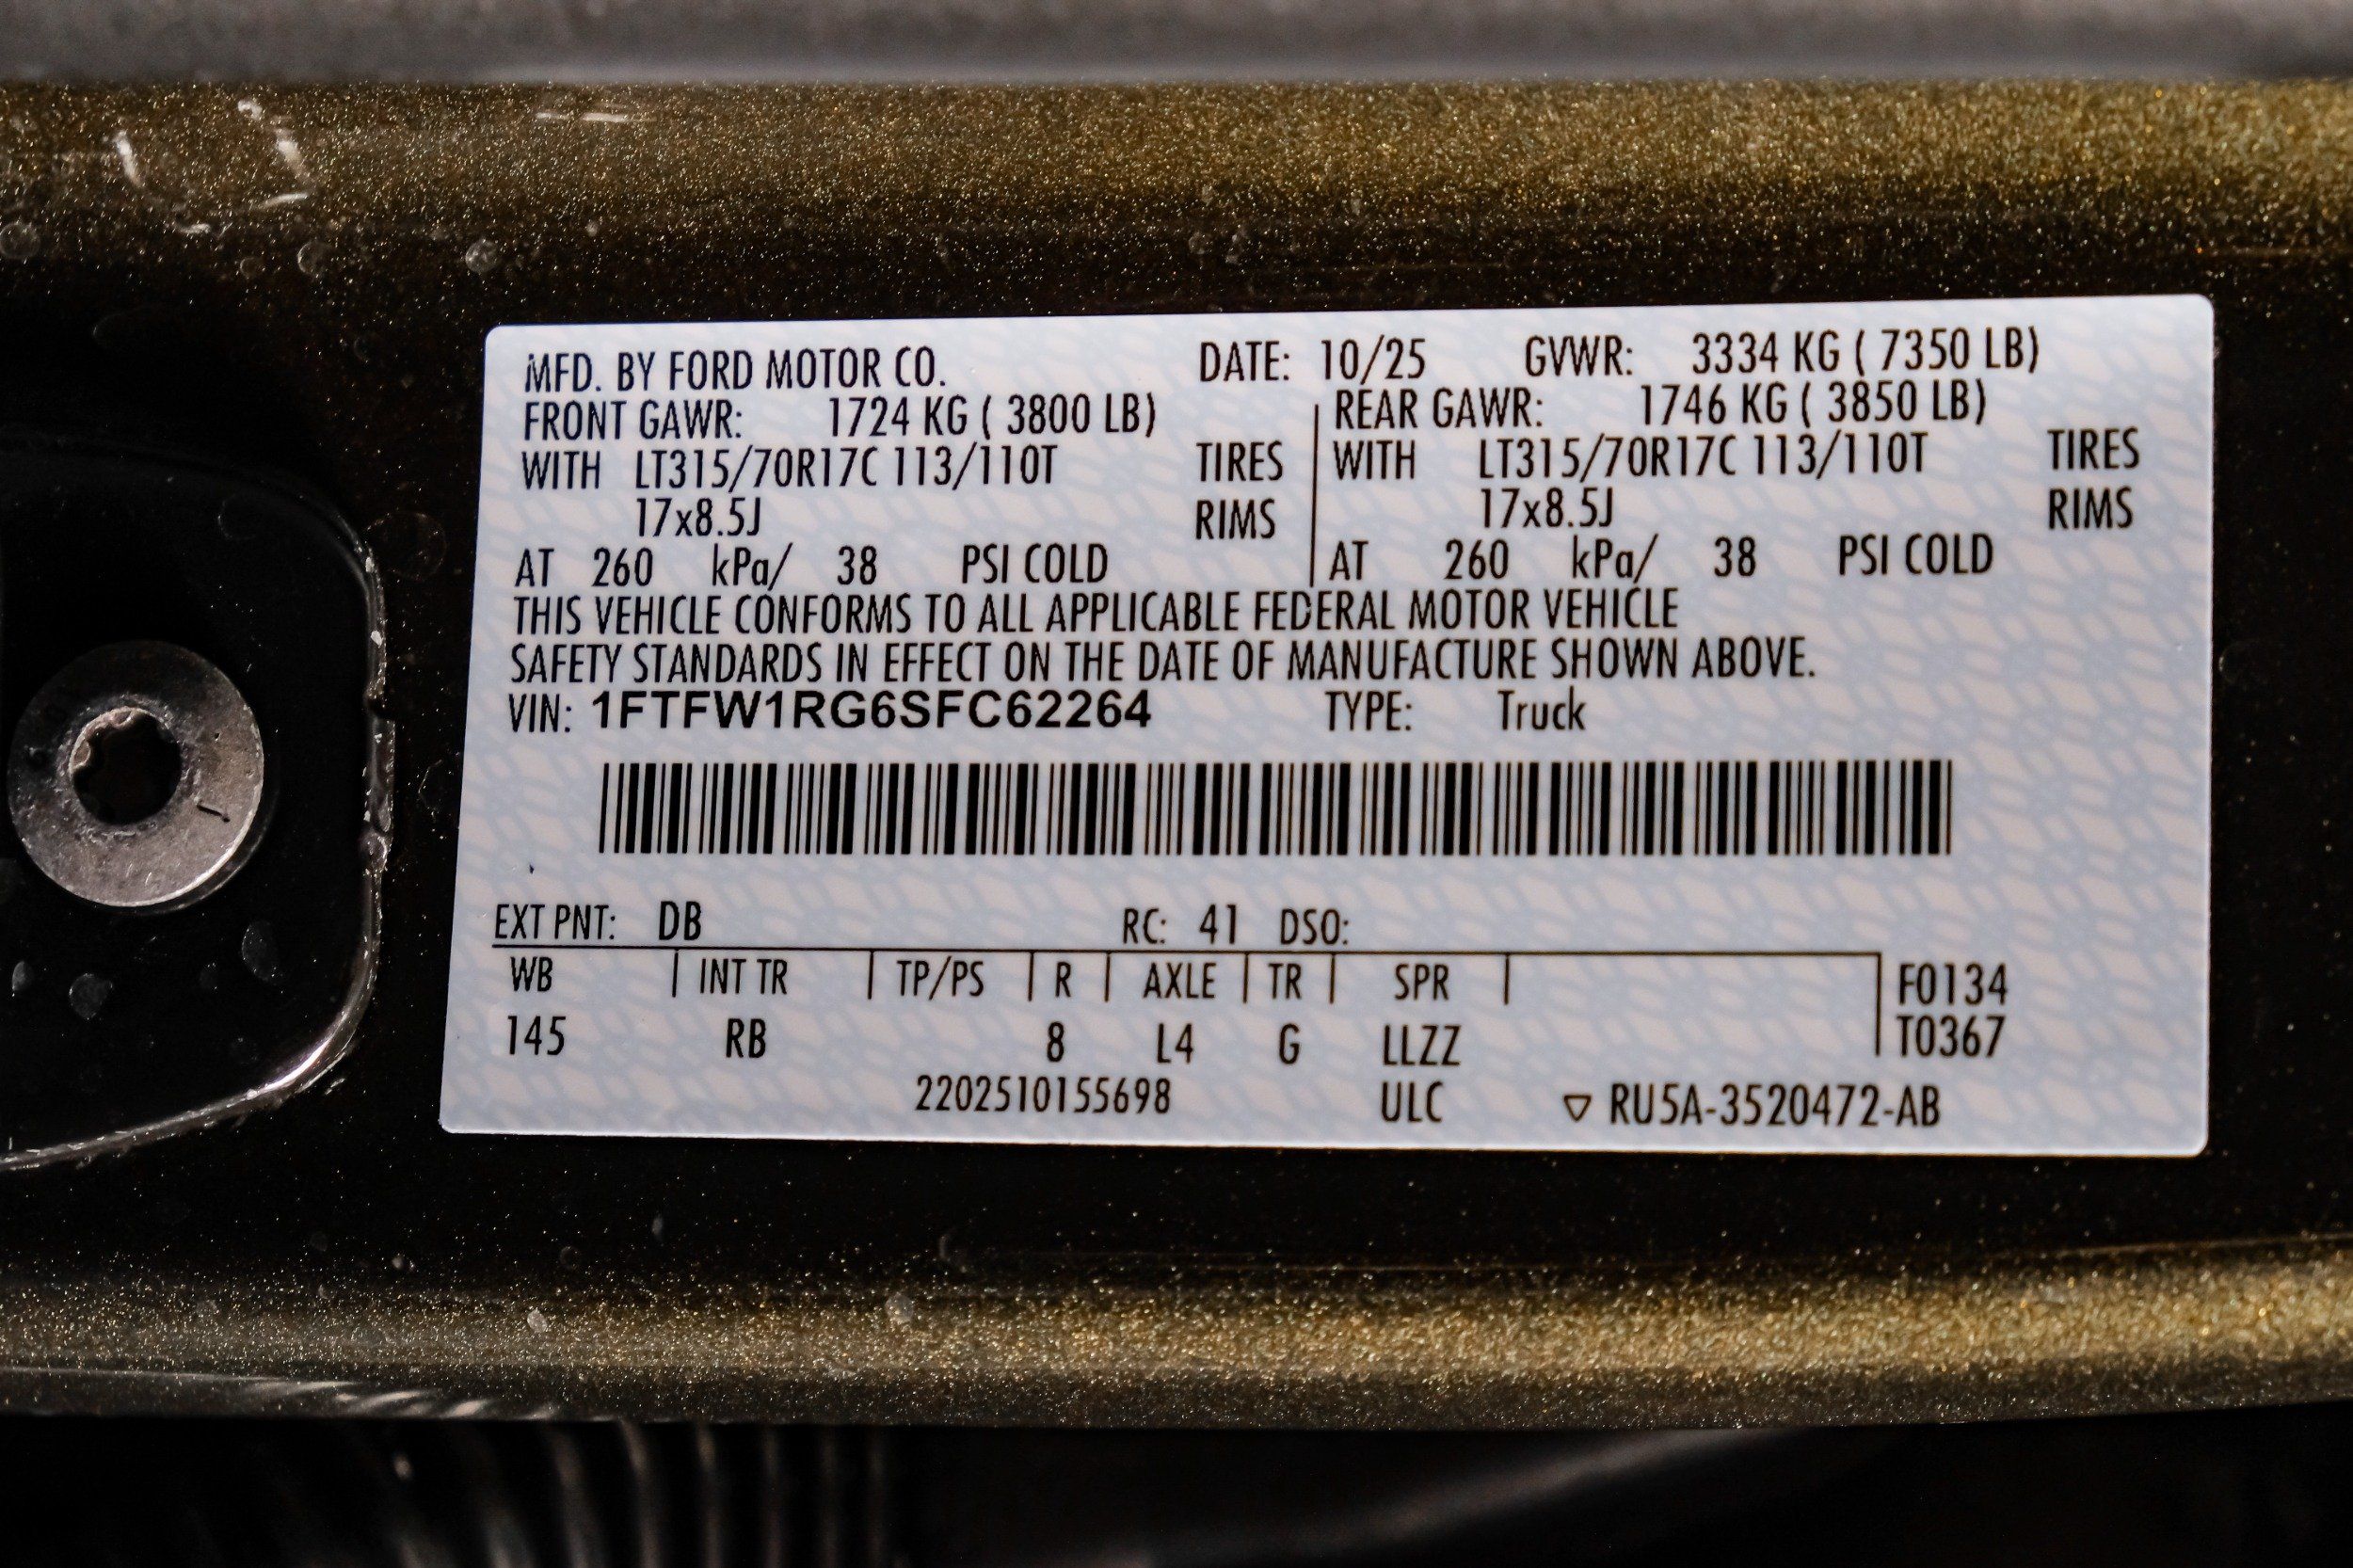 MFD. BY FORD MOTOR CO. DATE: 10/25 GVWR: 3334 KG ( 7350 LB)
FRONT GAWR: 1724 KG ( 3800 LB) REAR GAWR: 1746 KG ( 3850 LB)
WITH LT315/70R17C 113/110T TIRES WITH LT315/70R17C 113/110T TIRES
17x8.5J RIMS 17x8.5J RIMS
AT 260 kPa/ 38 PSI COLD AT 260 kPa/ 38 PSI COLD
THIS VEHICLE CONFORMS TO ALL APPLICABLE FEDERAL MOTOR VEHICLE
SAFETY STANDARDS IN EFFECT ON THE DATE OF MANUFACTURE SHOWN ABOVE.
VIN: 1FTFW1RG6SFC62264 TYPE: Truck
EXT PNT: DB RC: 41 DSO:
WB INT TR TP/PS R AXLE TR SPR F0134
145 RB 8 L4 G LLZZ T0367
2202510155698 ULC ▽ RU5A-3520472-AB